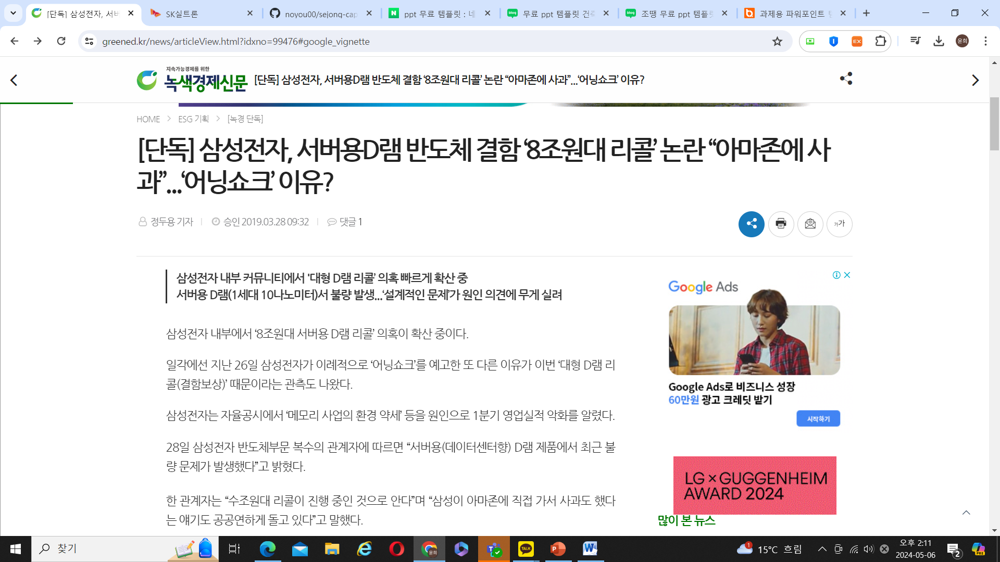 [단독] 삼성전자, 서버
SK실트론
noyou00/sejong-cap
ppt 무료 템플릿 : 네
무료 ppt 템플릿 건축
조땡 무료 ppt 템플릿
과제용 파워포인트 템
greened.kr/news/articleView.html?idxno=99476#google_vignette
EX
윤희
지속가능경제를 위한
녹색경제신문
[단독] 삼성전자, 서버용D램 반도체 결함 ‘8조원대 리콜’ 논란 “아마존에 사과”...‘어닝쇼크’ 이유?
HOME > ESG 기획 > [녹경 단독]
[단독] 삼성전자, 서버용D램 반도체 결함 ‘8조원대 리콜’ 논란 “아마존에 사
과”...‘어닝쇼크’ 이유?
정두용 기자 | 승인 2019.03.28 09:32 | 댓글 1
가가
삼성전자 내부 커뮤니티에서 '대형 D램 리콜’ 의혹 빠르게 확산 중
서버용 D램(1세대 10나노미터)서 불량 발생...‘설계적인 문제’가 원인 의견에 무게 실려
삼성전자 내부에서 ‘8조원대 서버용 D램 리콜’ 의혹이 확산 중이다.
일각에선 지난 26일 삼성전자가 이례적으로 ‘어닝쇼크’를 예고한 또 다른 이유가 이번 ‘대형 D램 리
콜(결함보상)’ 때문이라는 관측도 나왔다.
삼성전자는 자율공시에서 ‘메모리 사업의 환경 약세’ 등을 원인으로 1분기 영업실적 악화를 알렸다.
28일 삼성전자 반도체부문 복수의 관계자에 따르면 “서버용(데이터센터향) D램 제품에서 최근 불
량 문제가 발생했다”고 밝혔다.
한 관계자는 “수조원대 리콜이 진행 중인 것으로 안다”며 “삼성이 아마존에 직접 가서 사과도 했다
는 얘기도 공공연하게 돌고 있다”고 말했다.
Google Ads
Google Ads로 비즈니스 성장
60만원 광고 크레딧 받기
시작하기
LG × GUGGENHEIM
AWARD 2024
많이 본 뉴스
찾기
윤희
TALK
1
15°C 흐림
오후 2:11
2024-05-06
2
PRE